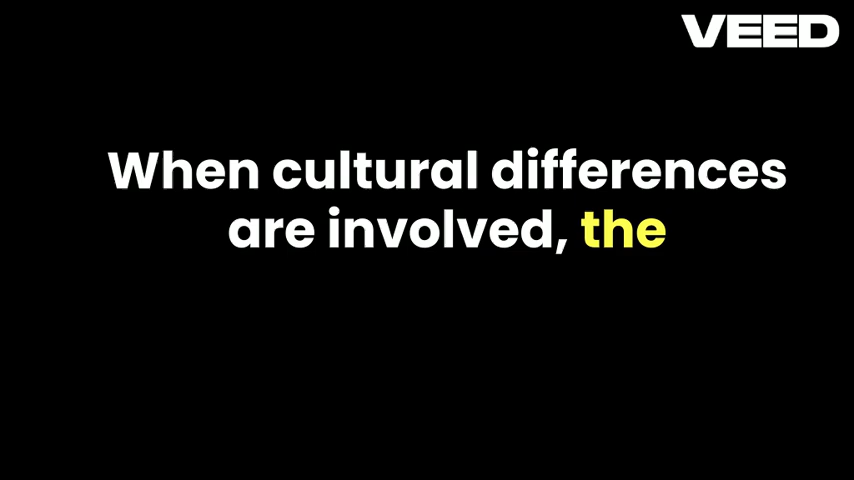 VEED
When cultural differences
are involved, the